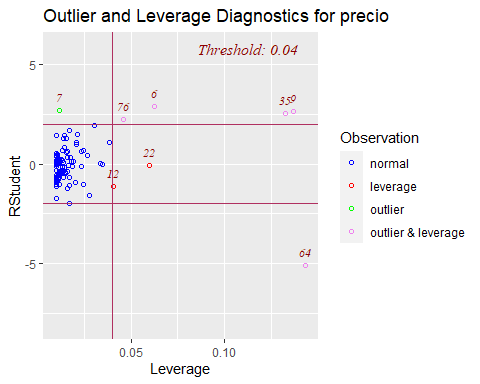 Outlier and Leverage Diagnostics for precio
Threshold: 0.04
7
6
76
35
9
22
12
64
5
0
-5
RStudent
0.05
0.10
Leverage
Observation
normal
leverage
outlier
outlier & leverage